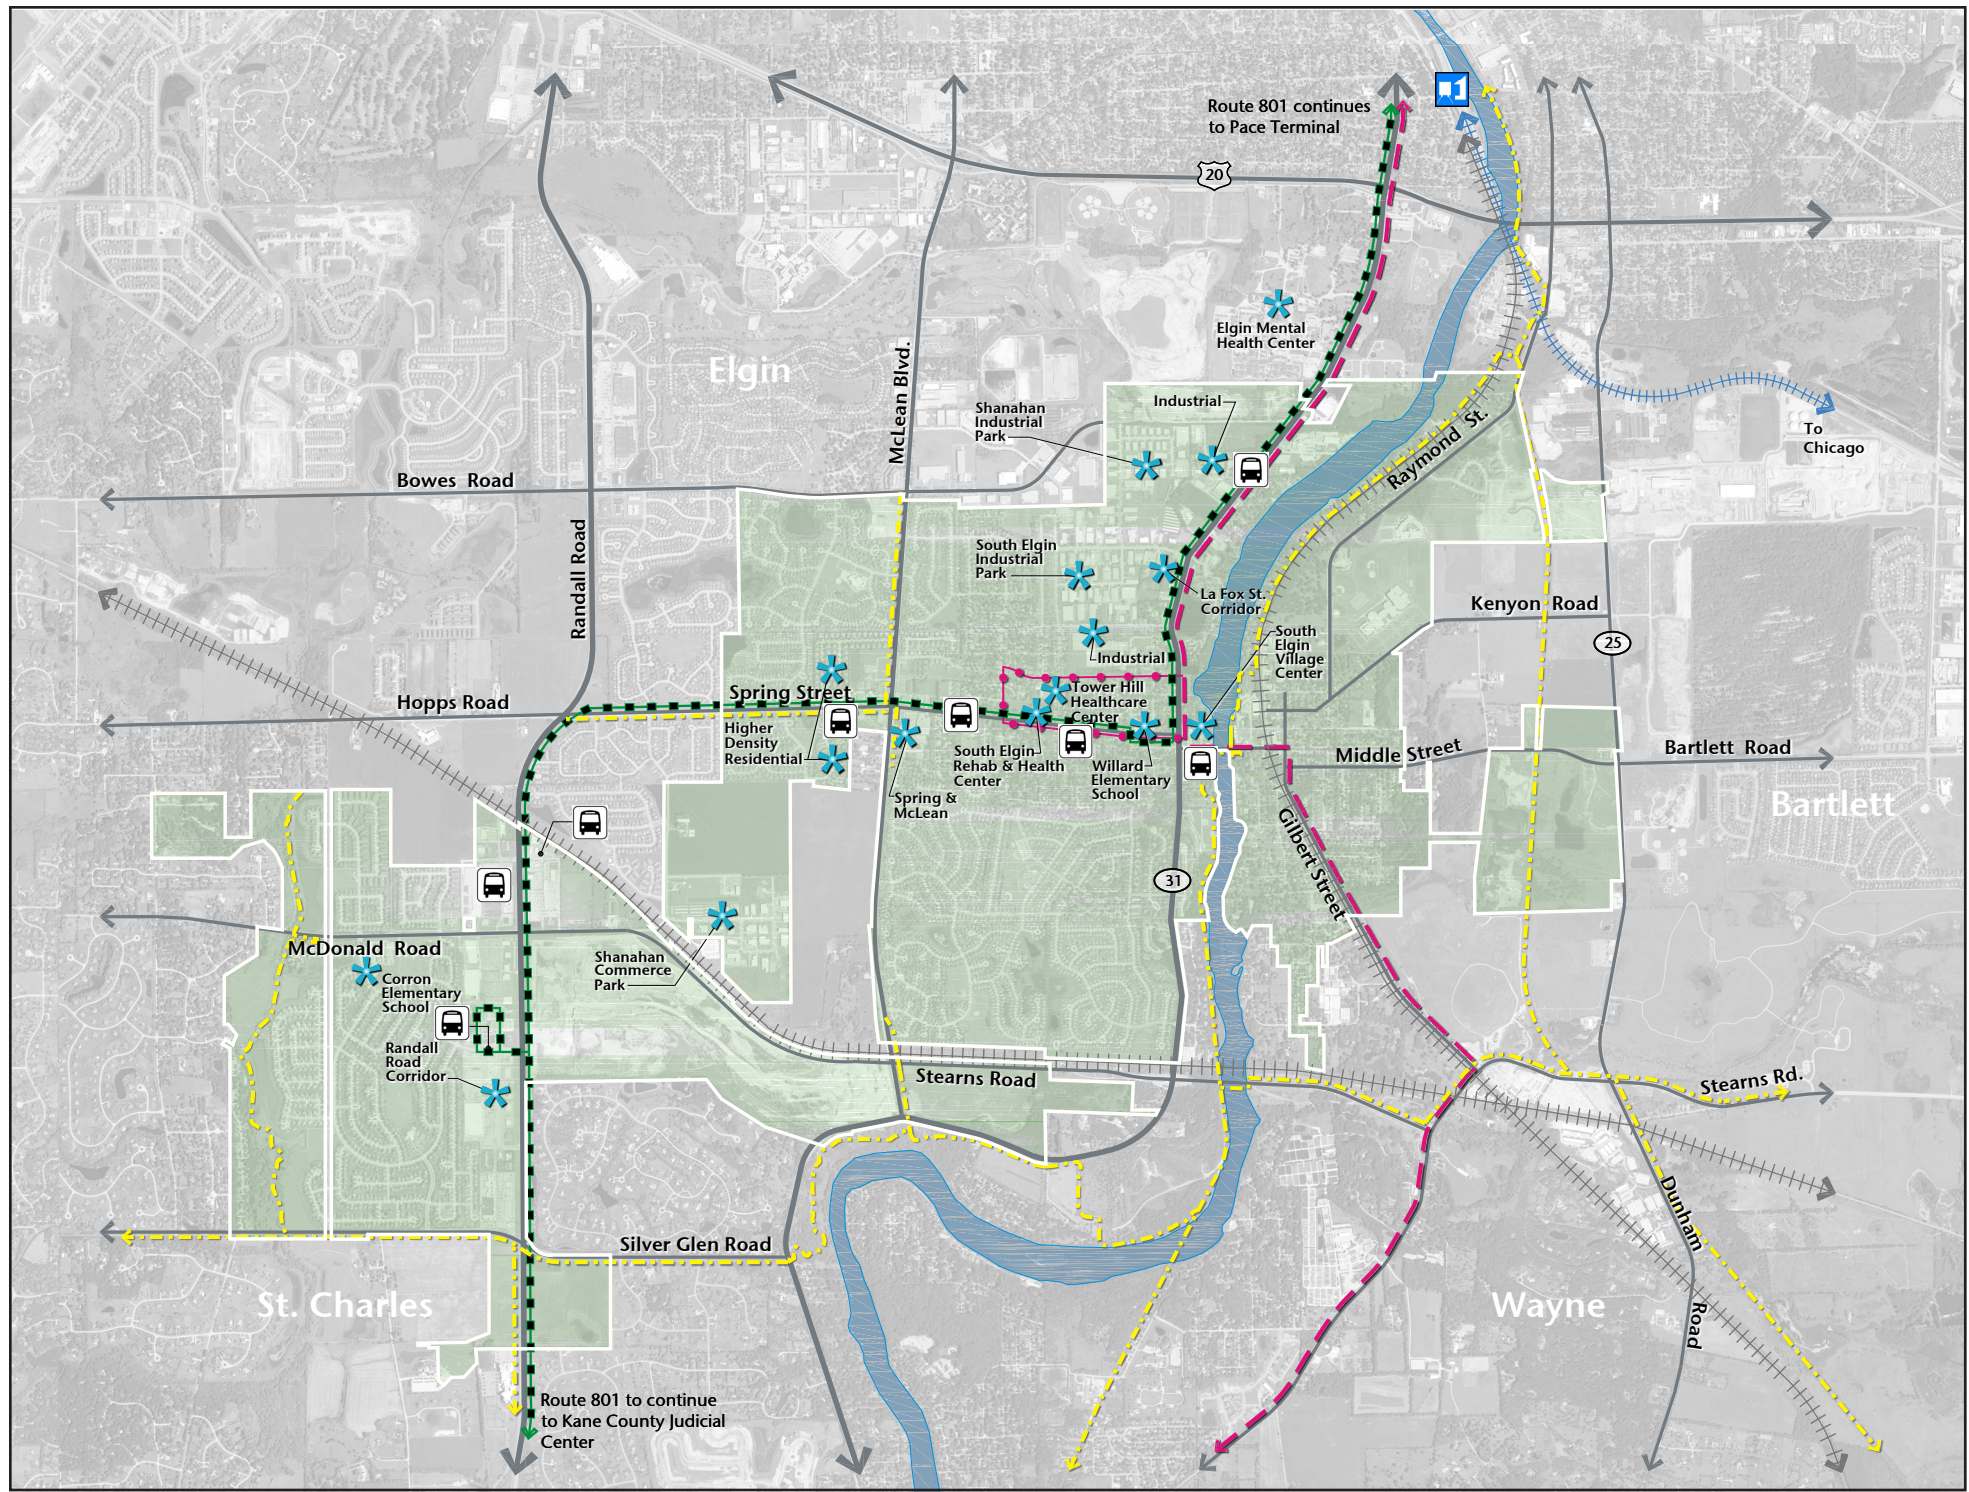 Route 801 continues
to Pace Terminal
20
Elgin Mental
Health Center
Elgin
McLean Blvd.
Shanahan
Industrial
Park
Industrial
Raymond St.
To
Chicago
Bowes Road
Randall Road
South Elgin
Industrial
Park
La Fox St.
Corridor
Kenyon Road
25
South
Elgin
Village
Center
Industrial
Hopps Road
Spring Street
Tower Hill
Healthcare
Center
Higher
Density
Residential
South Elgin
Rehab & Health
Center
Willard
Elementary
School
Middle Street
Bartlett Road
Spring &
McLean
Bartlett
Gilbert Street
31
McDonald Road
Shanahan
Commerce
Park
Corron
Elementary
School
Randall
Road
Corridor
Stearns Road
Stearns Rd.
Dunham
Road
Silver Glen Road
St. Charles
Wayne
Route 801 to continue
to Kane County Judicial
Center